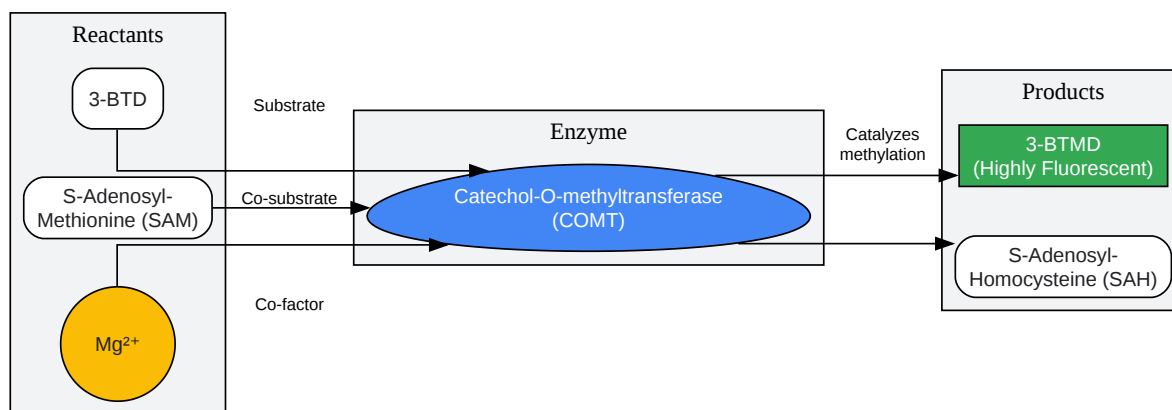 Reactants
3-BTD
S-Adenosyl-
Methionine (SAM)
Mg²⁺
Substrate
Co-substrate
Co-factor
Enzyme
Catechol-O-methyltransferase
(COMT)
Catalyzes
methylation
Products
3-BTMD
(Highly Fluorescent)
S-Adenosyl-
Homocysteine (SAH)